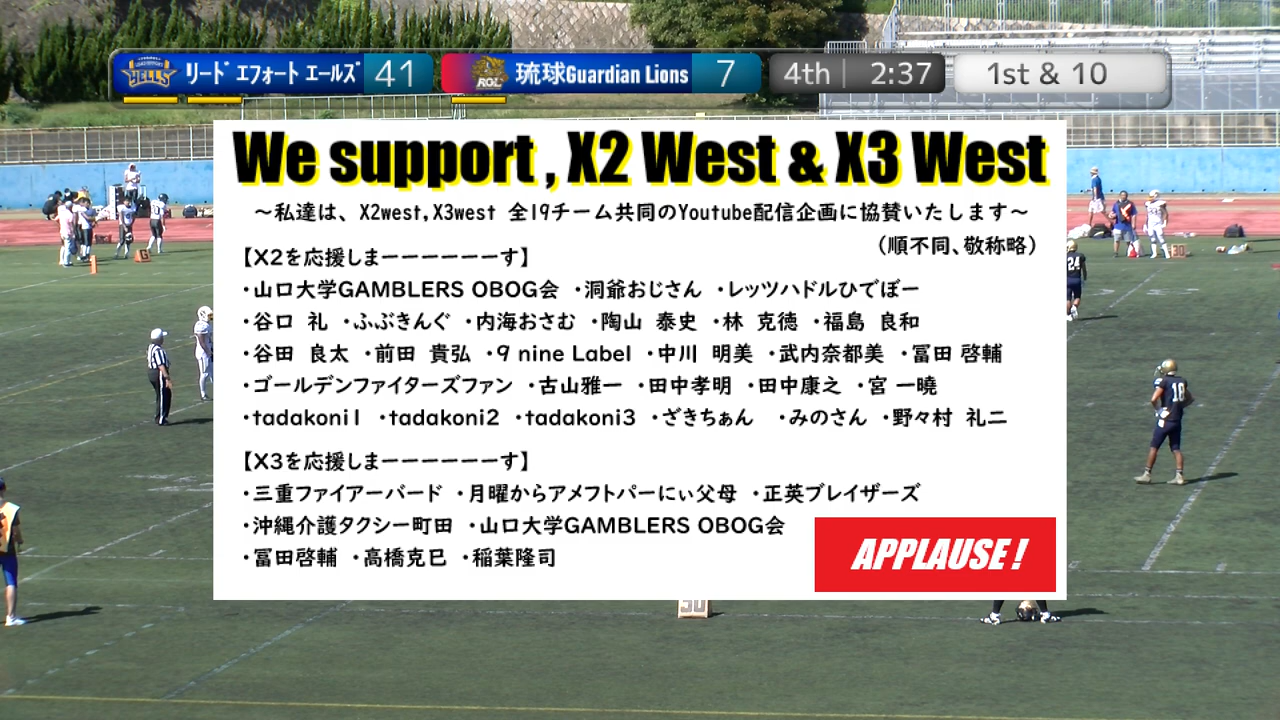 リード エフォート エールズ 41 琉球Guardian Lions 7 4th 2:37 1st & 10
YELLS
ROL
We support , X2 West & X3 West
～私達は、X2west,X3west 全19チーム共同のYoutube配信企画に協賛いたします～
（順不同、敬称略）
【X2を応援しまーーーーーーす】
・山口大学GAMBLERS OBOG会 ・洞爺おじさん ・レッツハドルひでぼー
・谷口 礼 ・ふぶきんぐ ・内海おさむ ・陶山 泰史 ・林 克徳 ・福島 良和
・谷田 良太 ・前田 貴弘 ・9 nine Label ・中川 明美 ・武内奈都美 ・冨田 啓輔
・ゴールデンファイターズファン ・古山雅一 ・田中孝明 ・田中康之 ・宮 一曉
・tadakoni1 ・tadakoni2 ・tadakoni3 ・ざきちぁん ・みのさん ・野々村 礼二
【X3を応援しまーーーーーーす】
・三重ファイアーバード ・月曜からアメフトパーにぃ父母 ・正英ブレイザーズ
・沖縄介護タクシー町田 ・山口大学GAMBLERS OBOG会
・冨田啓輔 ・高橋克巳 ・稲葉隆司
APPLAUSE !
24
18
30